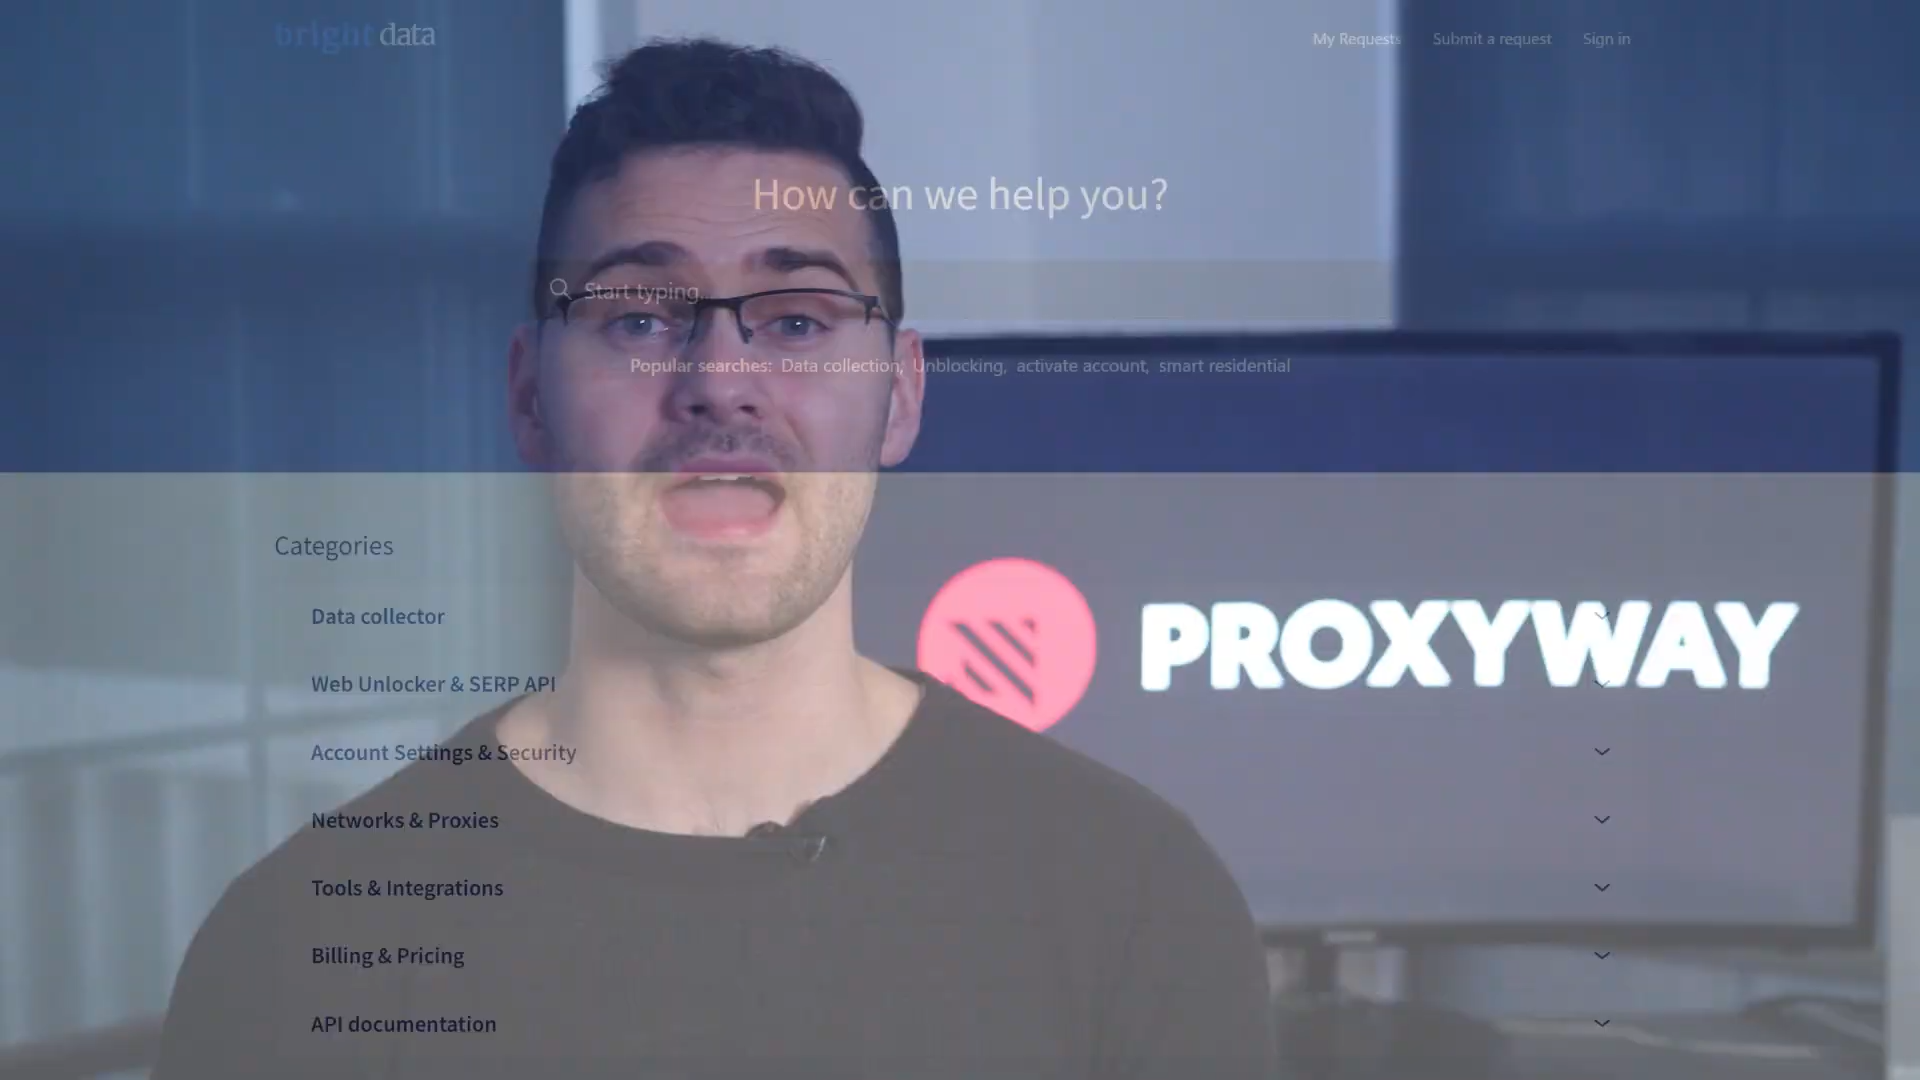 bright data
My Requests Submit a request Sign in
How can we help you?
Start typing...
Popular searches: Data collection, Unblocking, activate account, smart residential
Categories
Data collector
PROXYWAY
Web Unlocker & SERP API
Account Settings & Security
Networks & Proxies
Tools & Integrations
Billing & Pricing
API documentation